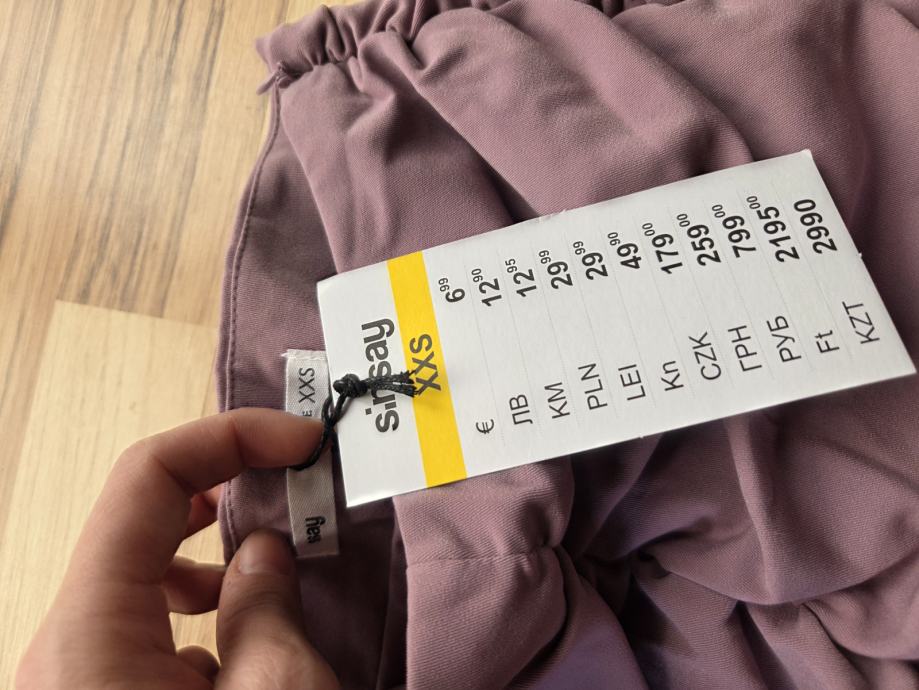 sinsay
XXS
€ 6⁹⁹
ЛВ 12⁹⁰
KM 12⁹⁵
PLN 29⁹⁹
LEI 29⁹⁹
Kn 49⁹⁰
CZK 179⁰⁰
ГРН 259⁰⁰
РУБ 799⁰⁰
Ft 2195⁰⁰
KZT 2990
XXS
say